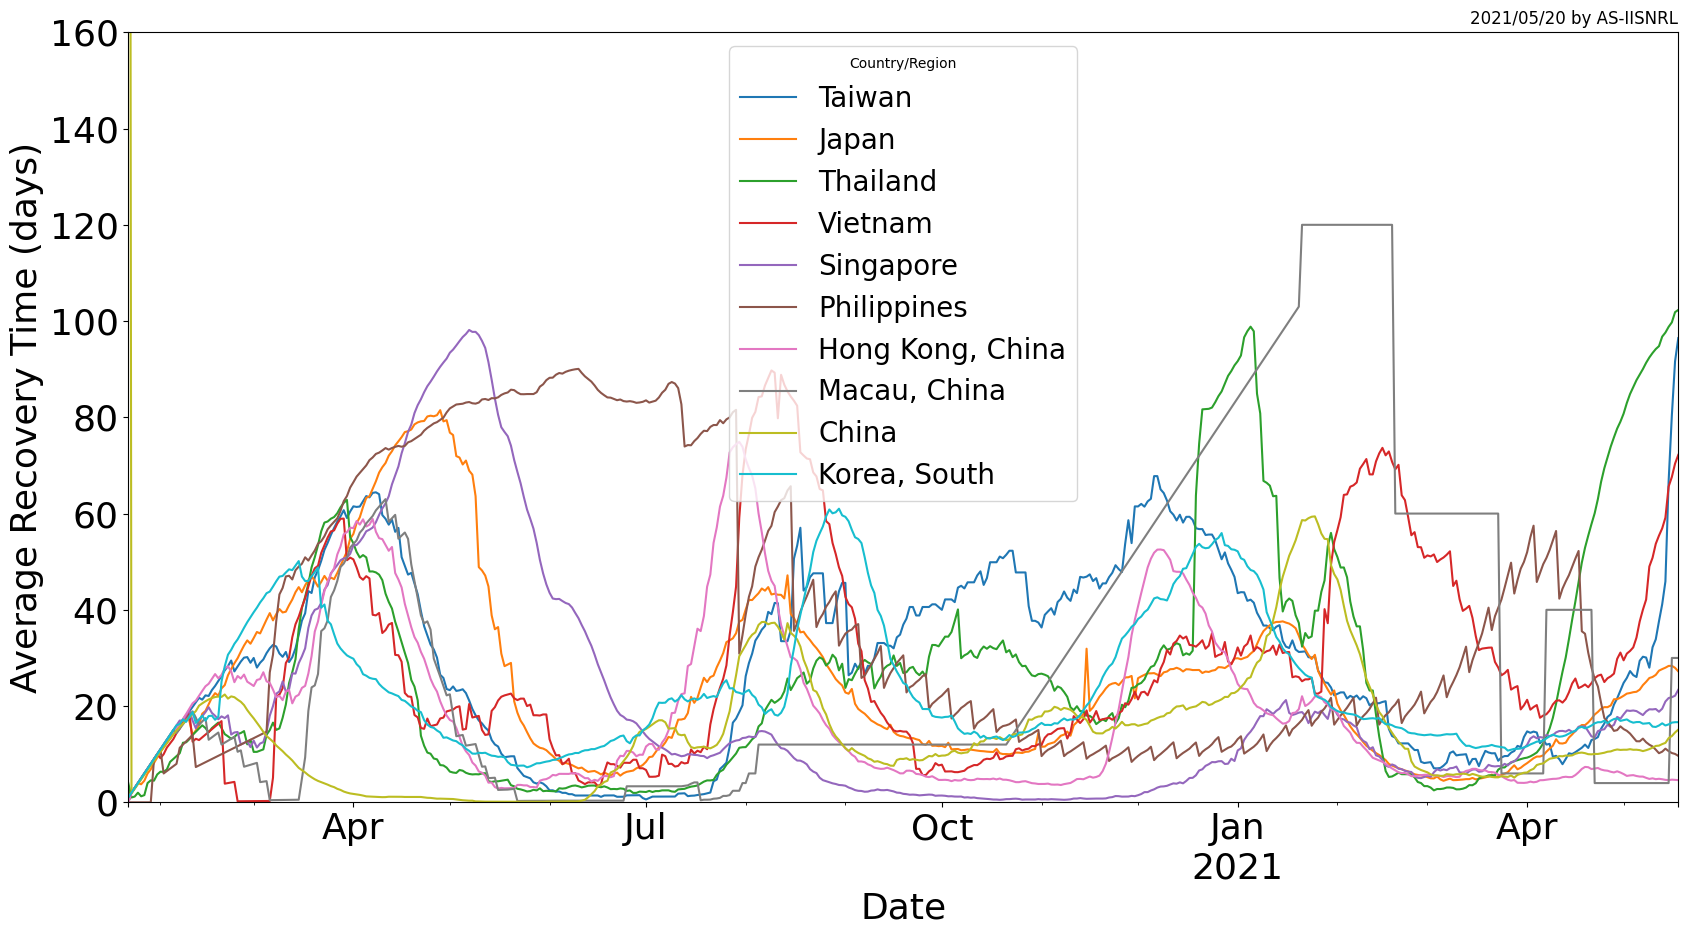 2021/05/20 by AS-IISNRL
160
140
120
100
80
60
40
20
0
Average Recovery Time (days)
Country/Region
Taiwan
Japan
Thailand
Vietnam
Singapore
Philippines
Hong Kong, China
Macau, China
China
Korea, South
Apr
Jul
Oct
Jan
2021
Apr
Date